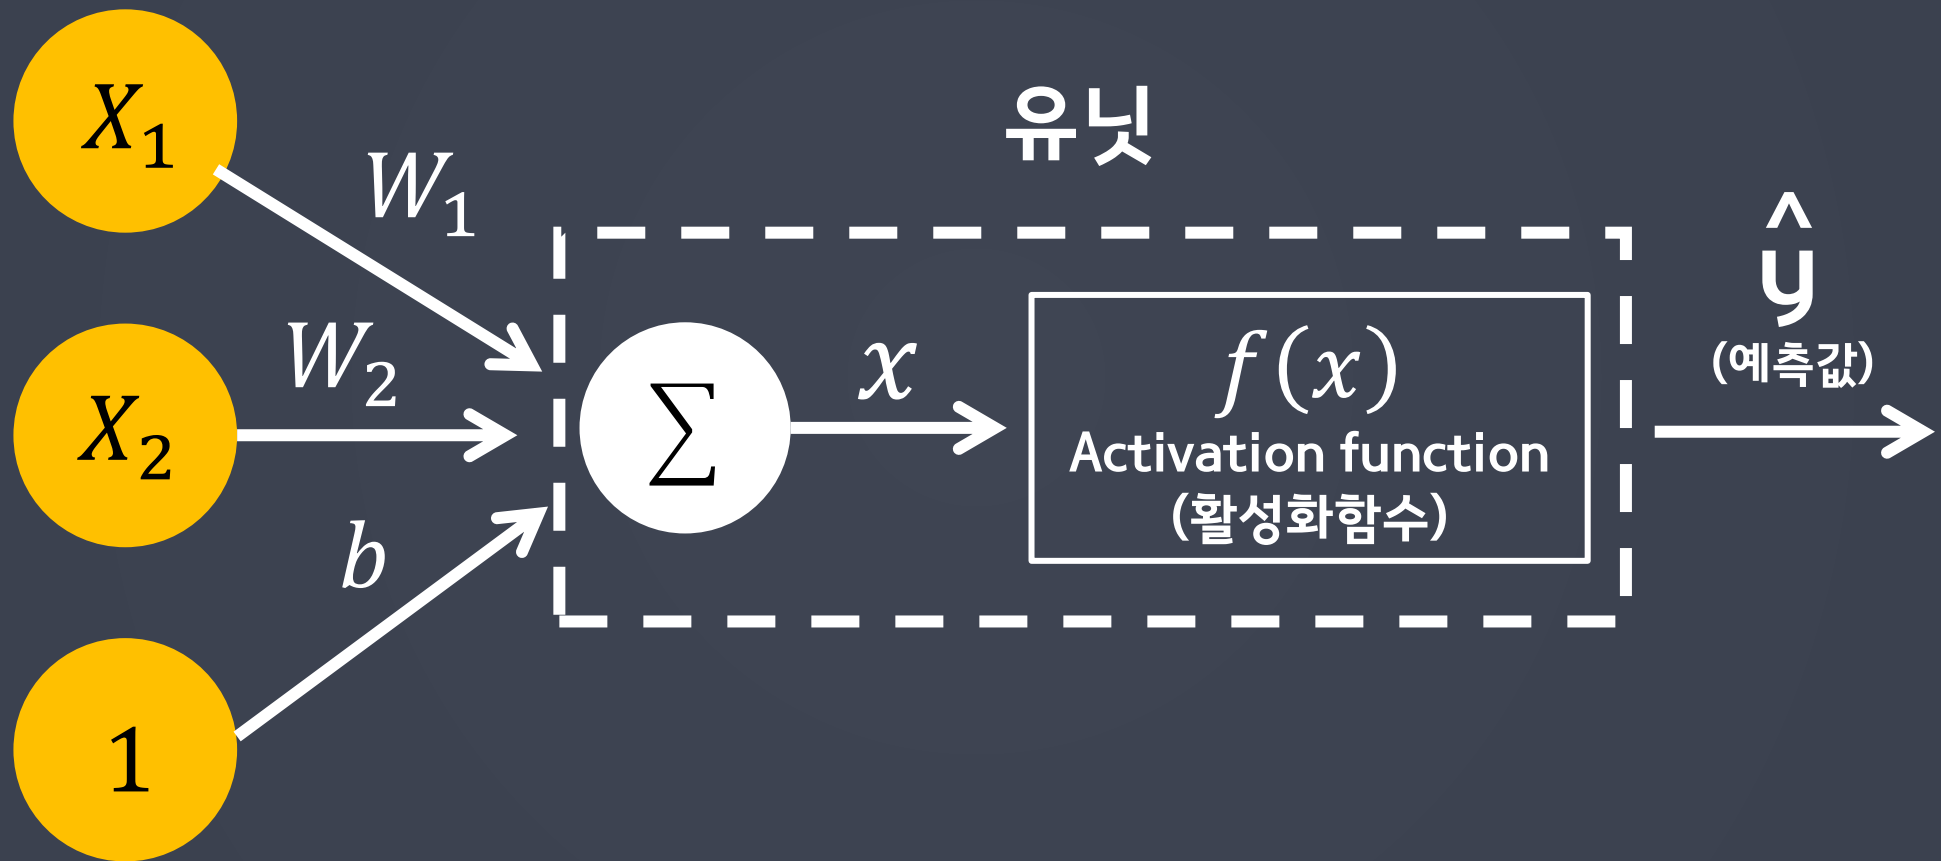 X₁
W₁
유닛
ŷ
(예측값)
X₂
W₂
∑
x
f(x)
Activation function
(활성화함수)
b
1